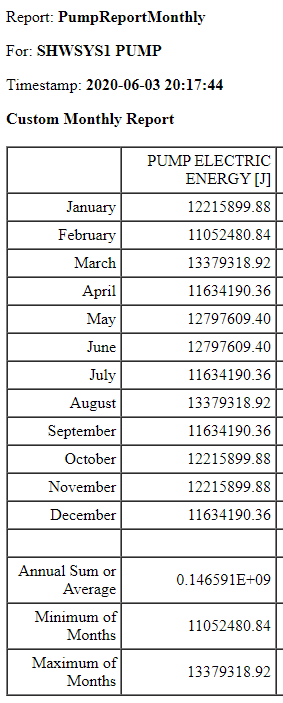 Report: PumpReportMonthly
For: SHWSYS1 PUMP
Timestamp: 2020-06-03 20:17:44
Custom Monthly Report
PUMP ELECTRIC
ENERGY [J]
January 12215899.88
February 11052480.84
March 13379318.92
April 11634190.36
May 12797609.40
June 12797609.40
July 11634190.36
August 13379318.92
September 11634190.36
October 12215899.88
November 12215899.88
December 11634190.36
Annual Sum or
Average 0.146591E+09
Minimum of
Months 11052480.84
Maximum of
Months 13379318.92